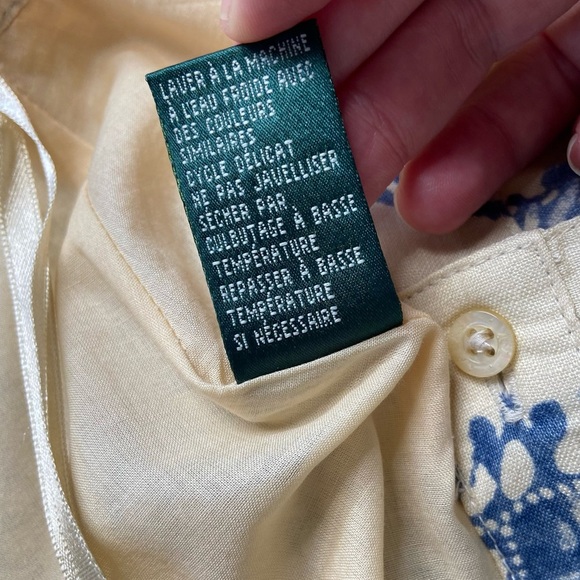 LAVER À LA MACHINE
À L'EAU FROIDE AVEC
DES COULEURS
SIMILAIRES
CYCLE DÉLICAT
NE PAS JAVELLISER
SÉCHER PAR
CULBUTAGE À BASSE
TEMPÉRATURE
REPASSER À BASSE
TEMPÉRATURE
SI NÉCESSAIRE